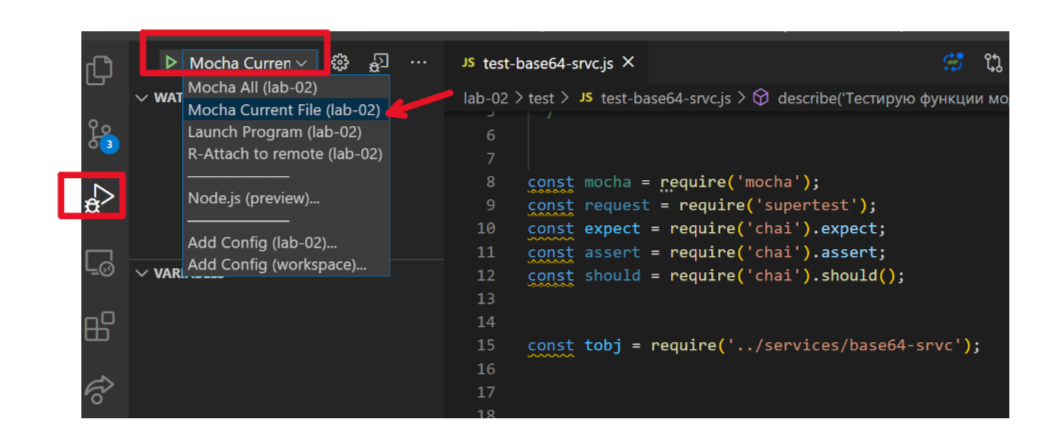 Mocha Curren
JS test-base64-srvc.js
WAT
Mocha All (lab-02)
Mocha Current File (lab-02)
Launch Program (lab-02)
R-Attach to remote (lab-02)
Node.js (preview)...
Add Config (lab-02)...
Add Config (workspace)...
VARIABLES
3
lab-02 > test > JS test-base64-srvc.js > describe('Тестирую функции мо
5 */
6
7
8 const mocha = require('mocha');
9 const request = require('supertest');
10 const expect = require('chai').expect;
11 const assert = require('chai').assert;
12 const should = require('chai').should();
13
14
15 const tobj = require('../services/base64-srvc');
16
17
18